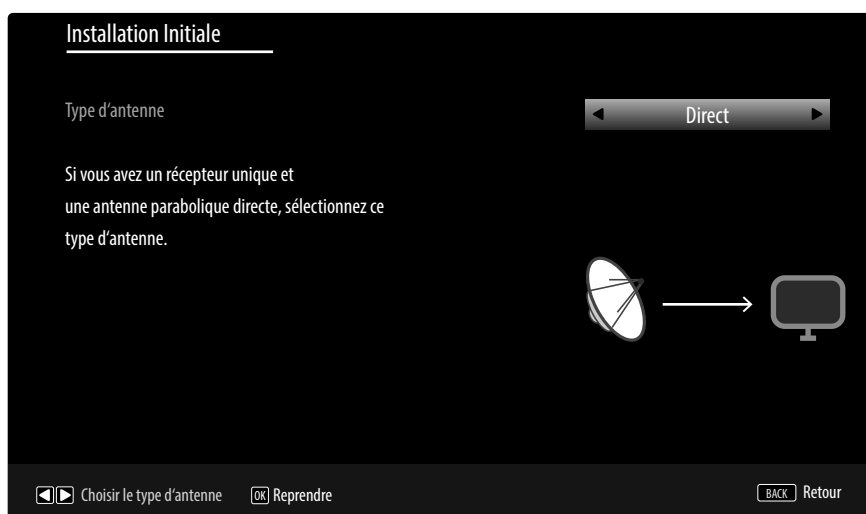 Installation Initiale
Type d‘antenne
Direct
Si vous avez un récepteur unique et
une antenne parabolique directe, sélectionnez ce
type d‘antenne.
Choisir le type d‘antenne OK Reprendre BACK Retour